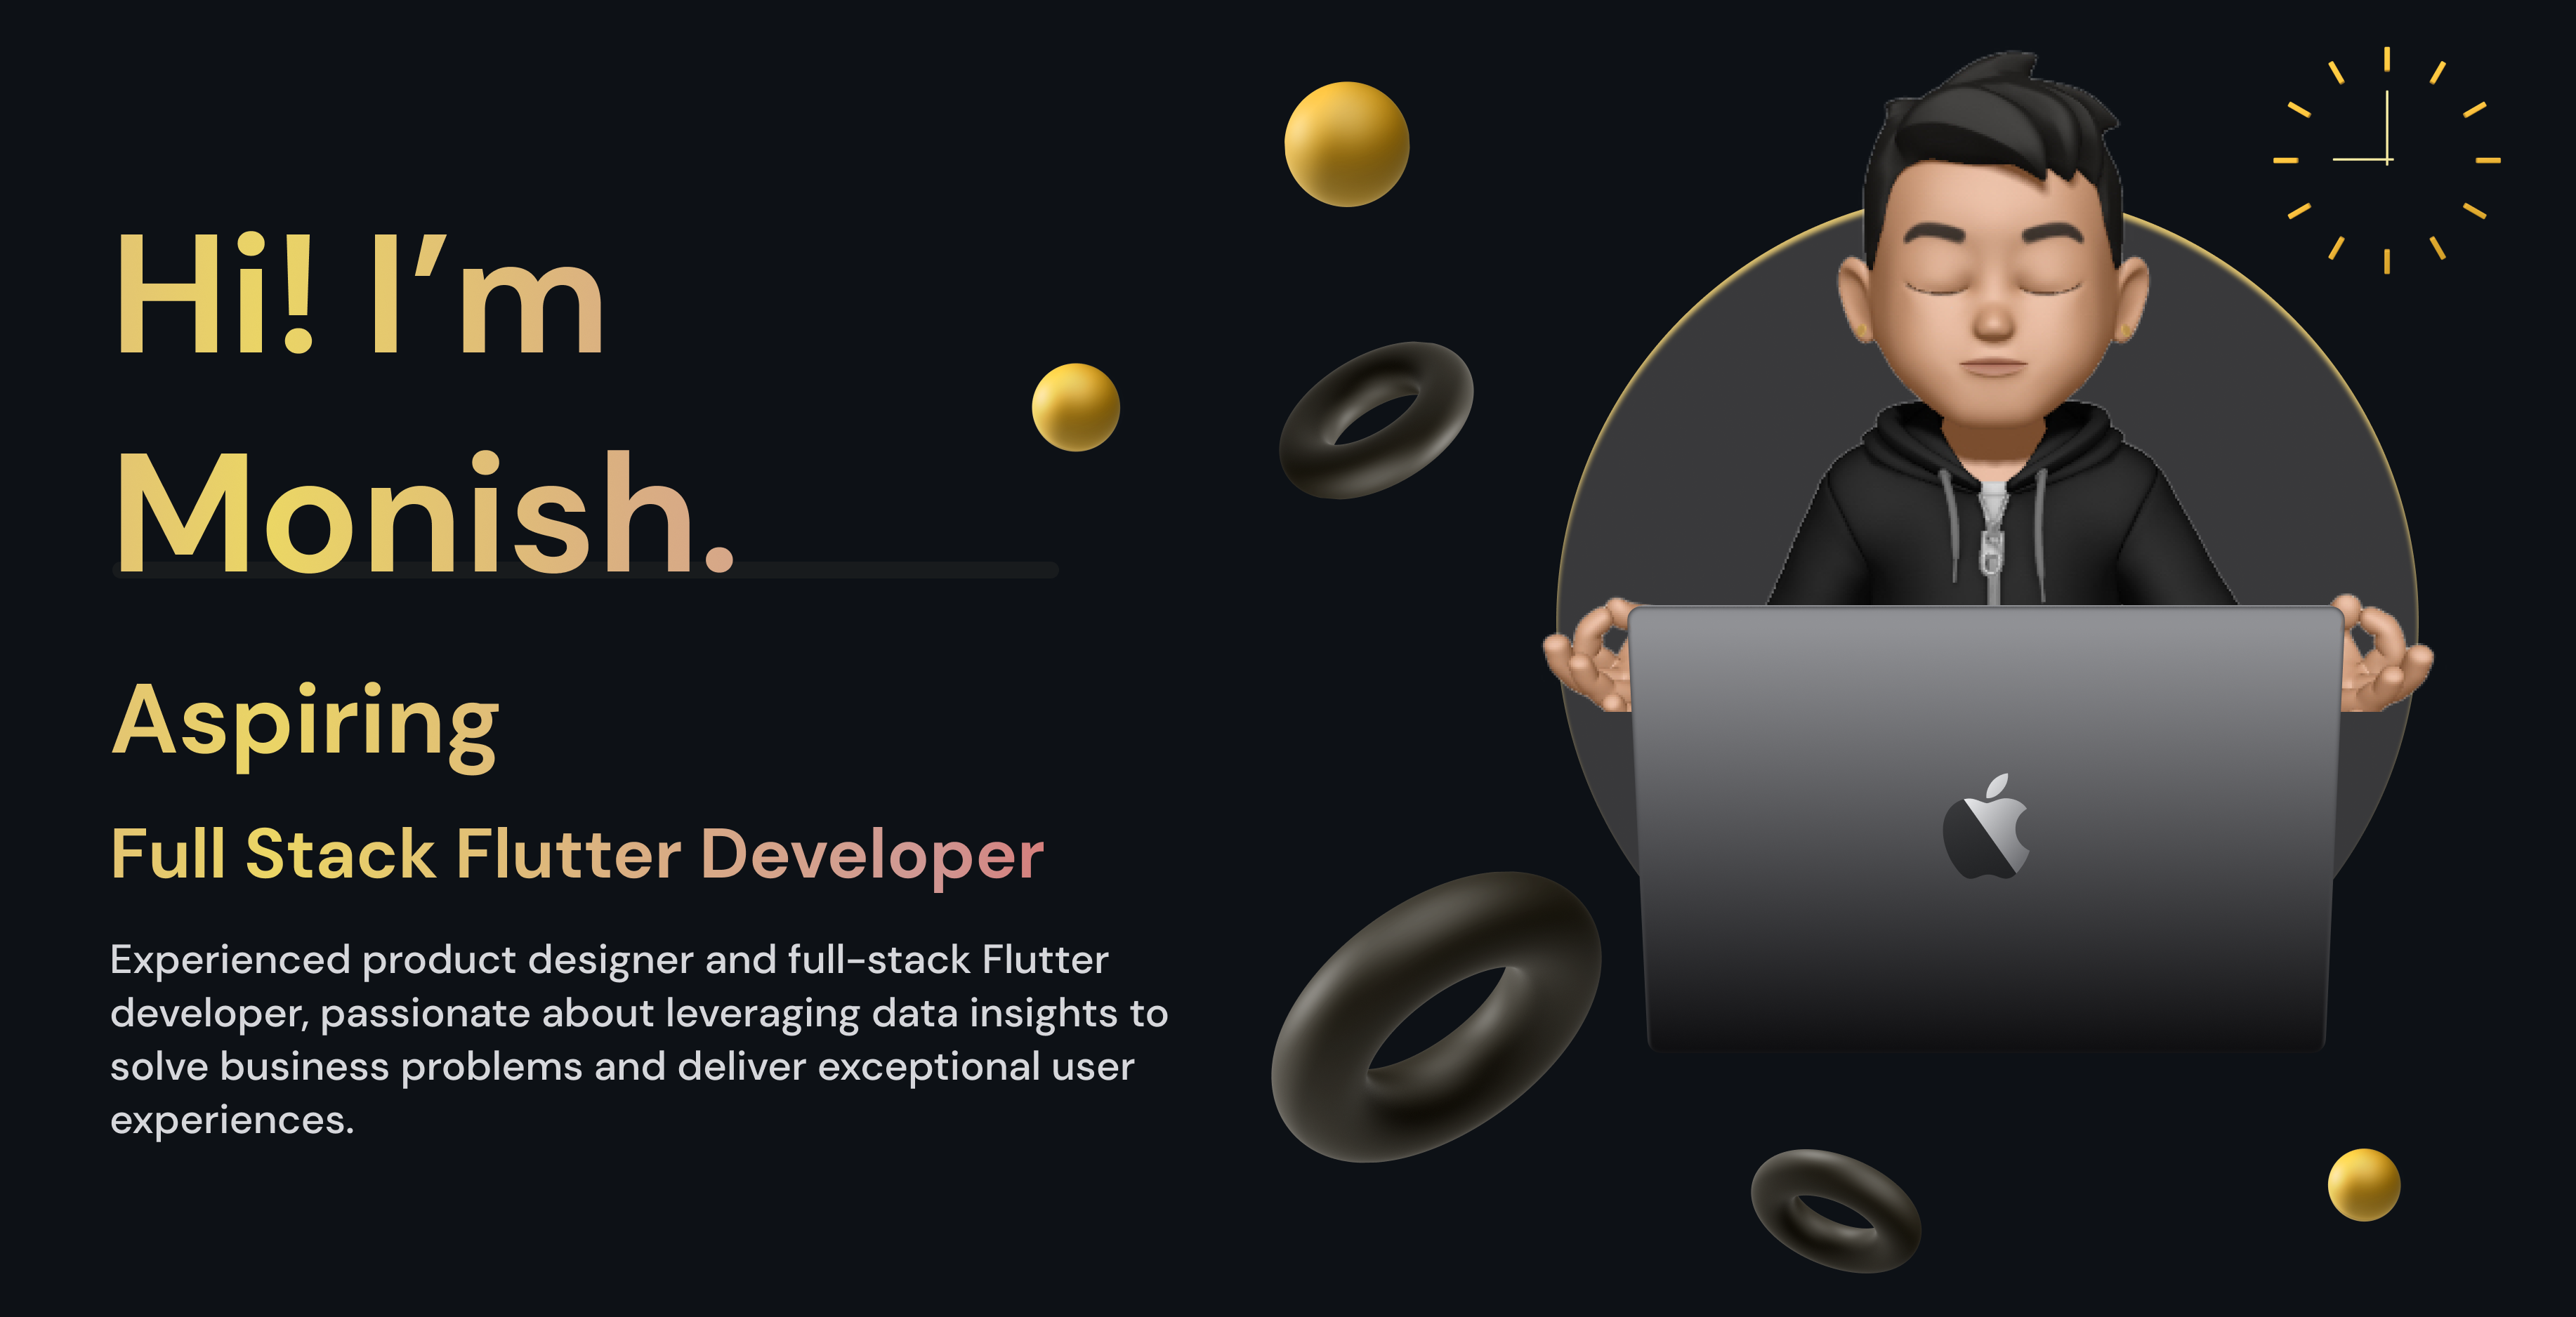 Hi! I’m
Monish.
Aspiring
Full Stack Flutter Developer
Experienced product designer and full-stack Flutter
developer, passionate about leveraging data insights to
solve business problems and deliver exceptional user
experiences.